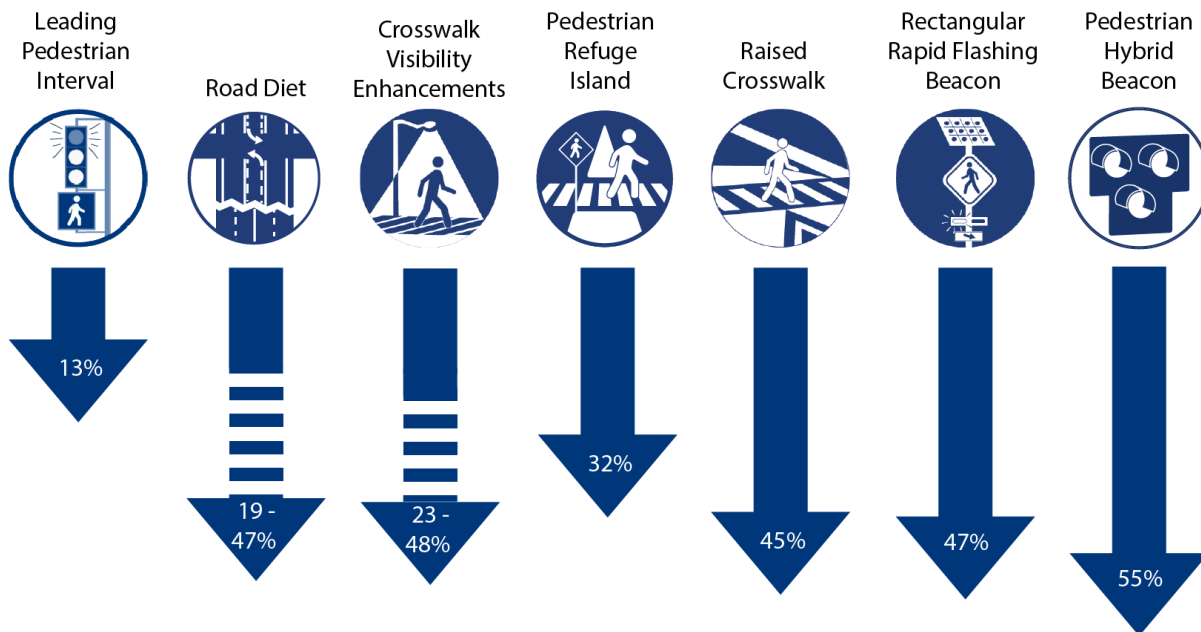 Leading
Pedestrian
Interval
Road Diet
Crosswalk
Visibility
Enhancements
Pedestrian
Refuge
Island
Raised
Crosswalk
Rectangular
Rapid Flashing
Beacon
Pedestrian
Hybrid
Beacon
13%
19 -
47%
23 -
48%
32%
45%
47%
55%